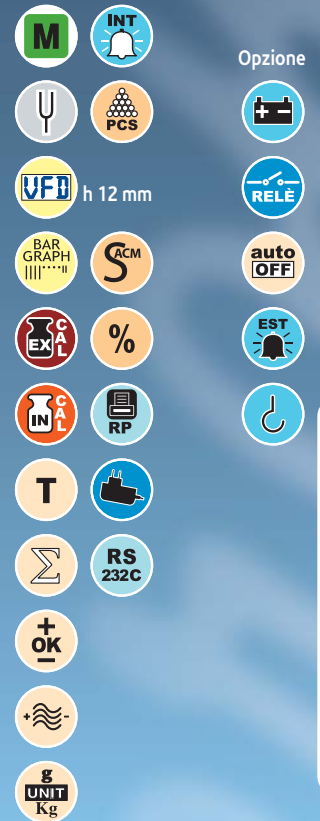 M
INT
Opzione
PCS
VFD h 12 mm
RELÈ
BAR
GRAPH
SACM
auto
OFF
EX CAL
%
EST
IN CAL
RP
T
Σ
RS
232C
+
OK
-
+ -
g
UNIT
Kg